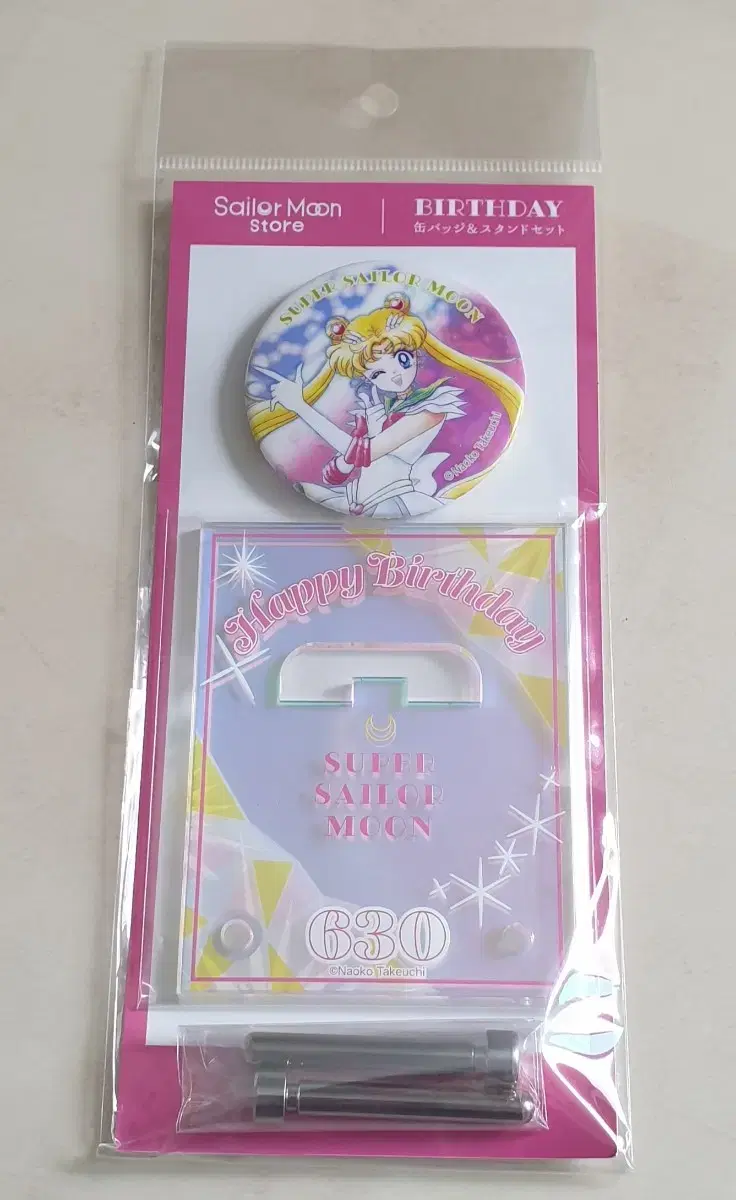 Sailor Moon
store
BIRTHDAY
缶バッジ&スタンドセット
SUPER SAILOR MOON
©Naoko Takeuchi
Happy Birthday
SUPER
SAILOR
MOON
630
©Naoko Takeuchi